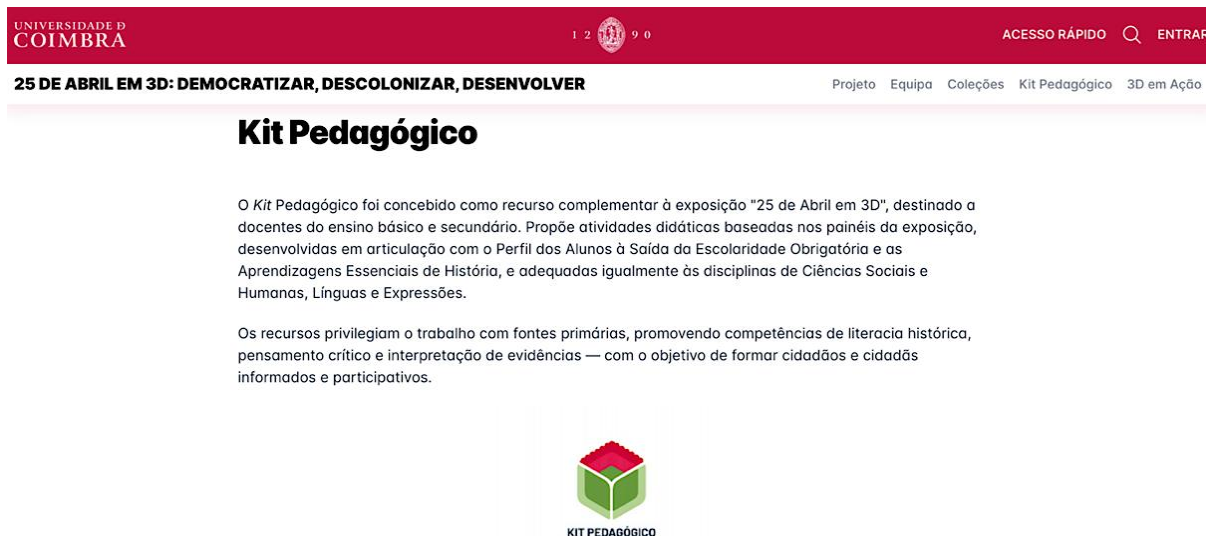 UNIVERSIDADE D
COIMBRA
1 2 9 0
ACESSO RÁPIDO
ENTRAR
25 DE ABRIL EM 3D: DEMOCRATIZAR, DESCOLONIZAR, DESENVOLVER
Projeto Equipa Coleções Kit Pedagógico 3D em Ação
Kit Pedagógico
O Kit Pedagógico foi concebido como recurso complementar à exposição "25 de Abril em 3D", destinado a
docentes do ensino básico e secundário. Propõe atividades didáticas baseadas nos painéis da exposição,
desenvolvidas em articulação com o Perfil dos Alunos à Saída da Escolaridade Obrigatória e as
Aprendizagens Essenciais de História, e adequadas igualmente às disciplinas de Ciências Sociais e
Humanas, Línguas e Expressões.
Os recursos privilegiam o trabalho com fontes primárias, promovendo competências de literacia histórica,
pensamento crítico e interpretação de evidências — com o objetivo de formar cidadãos e cidadãs
informados e participativos.
KIT PEDAGÓGICO